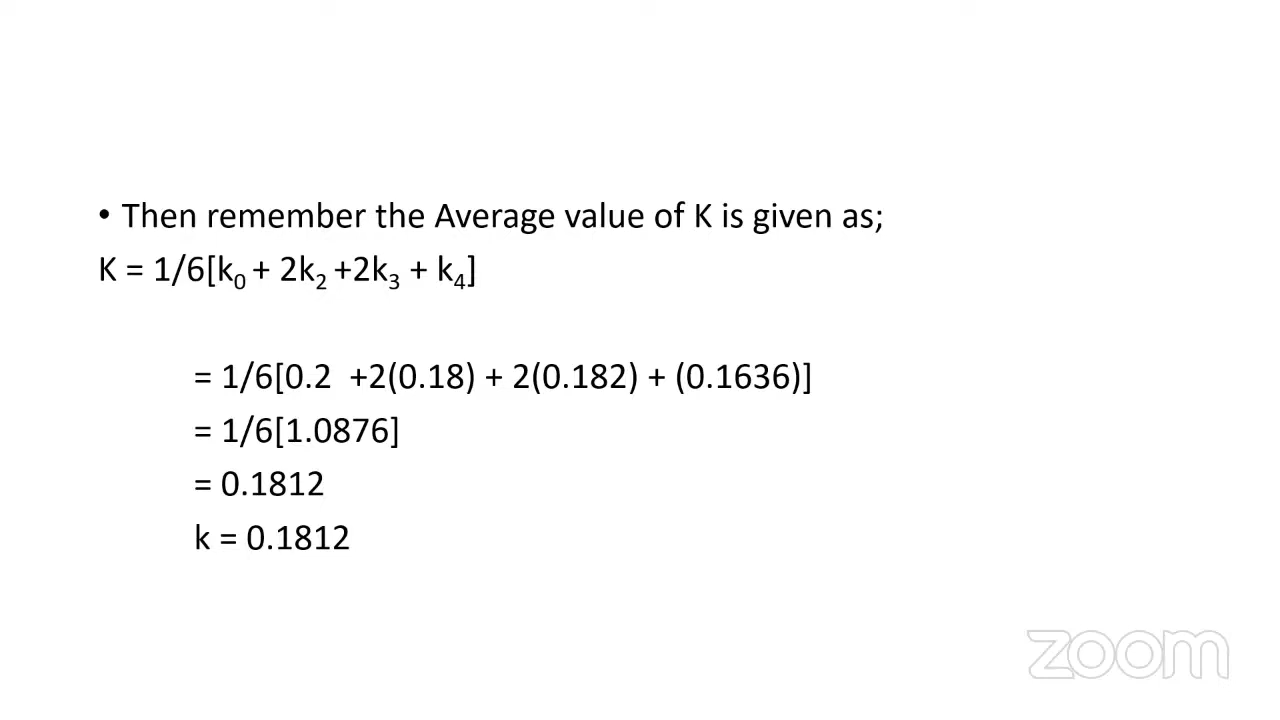 • Then remember the Average value of K is given as;
K = 1/6[k₀ + 2k₂ +2k₃ + k₄]
= 1/6[0.2 +2(0.18) + 2(0.182) + (0.1636)]
= 1/6[1.0876]
= 0.1812
k = 0.1812
zoom